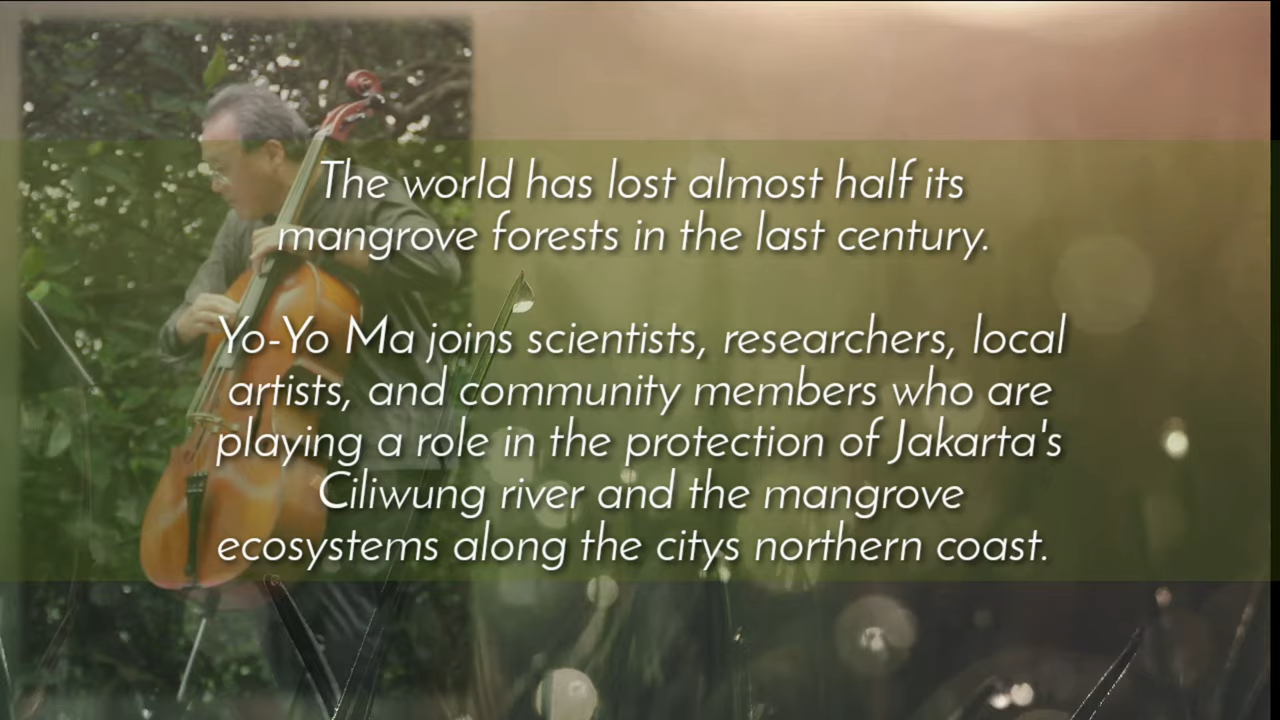 The world has lost almost half its
mangrove forests in the last century.
Yo-Yo Ma joins scientists, researchers, local
artists, and community members who are
playing a role in the protection of Jakarta's
Ciliwung river and the mangrove
ecosystems along the citys northern coast.